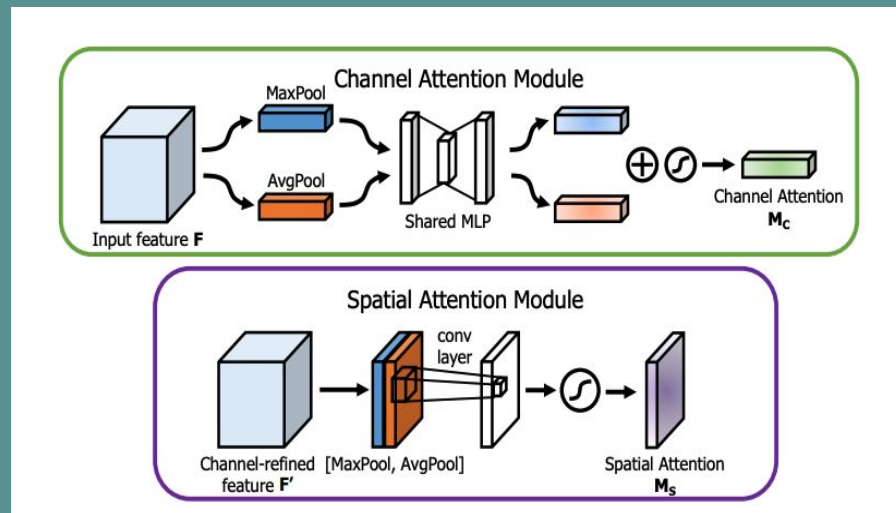 Channel Attention Module
MaxPool
AvgPool
Shared MLP
Input feature F
Channel Attention
Mc
Spatial Attention Module
conv
layer
Channel-refined
feature F’
[MaxPool, AvgPool]
Spatial Attention
Ms